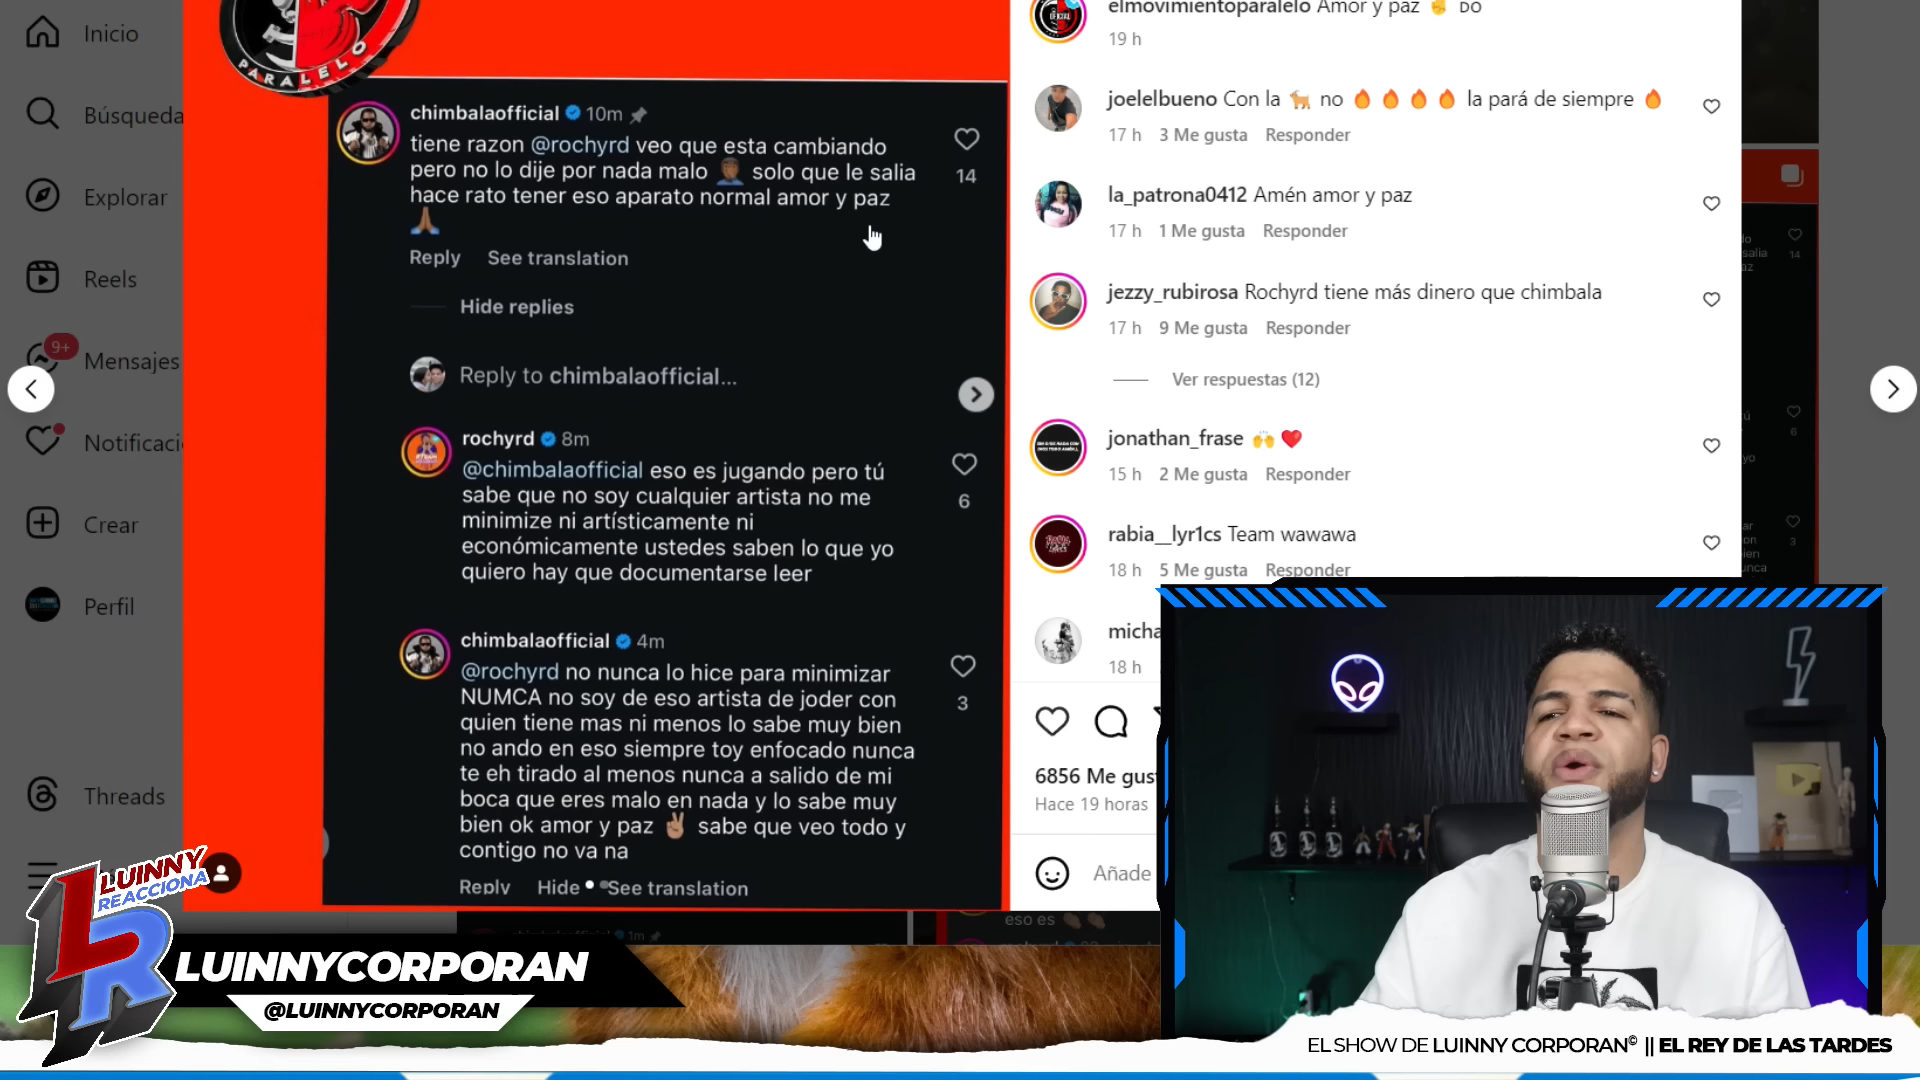 Inicio
Búsqueda
Explorar
Reels
9+
Mensajes
Notificaci
Crear
Perfil
Threads
PARALELO
chimbalaofficial 10m
tiene razon @rochyrd veo que esta cambiando
pero no lo dije por nada malo 🤦🏾‍♂️ solo que le salia
hace rato tener eso aparato normal amor y paz
🙏🏾
14
Reply See translation
Hide replies
Reply to chimbalaofficial...
rochyrd 8m
@chimbalaofficial eso es jugando pero tú
sabe que no soy cualquier artista no me
minimize ni artísticamente ni
económicamente ustedes saben lo que yo
quiero hay que documentarse leer
6
chimbalaofficial 4m
@rochyrd no nunca lo hice para minimizar
NUMCA no soy de eso artista de joder con
quien tiene mas ni menos lo sabe muy bien
no ando en eso siempre toy enfocado nunca
te eh tirado al menos nunca a salido de mi
boca que eres malo en nada y lo sabe muy
bien ok amor y paz ✌🏼 sabe que veo todo y
contigo no va na
3
Reply Hide See translation
elmovimientoparalelo Amor y paz ✌️ DO
19 h
joelelbueno Con la 🐐 no 🔥🔥🔥🔥 la pará de siempre 🔥
17 h 3 Me gusta Responder
la_patrona0412 Amén amor y paz
17 h 1 Me gusta Responder
jezzy_rubirosa Rochyrd tiene más dinero que chimbala
17 h 9 Me gusta Responder
Ver respuestas (12)
jonathan_frase 🙌❤️
15 h 2 Me gusta Responder
rabia__lyr1cs Team wawawa
18 h 5 Me gusta Responder
micha
18 h
6856 Me gus
Hace 19 horas
Añade
eso es
LUINNY
REACCIONA
LR
LUINNYCORPORAN
@LUINNYCORPORAN
EL SHOW DE LUINNY CORPORAN© || EL REY DE LAS TARDES